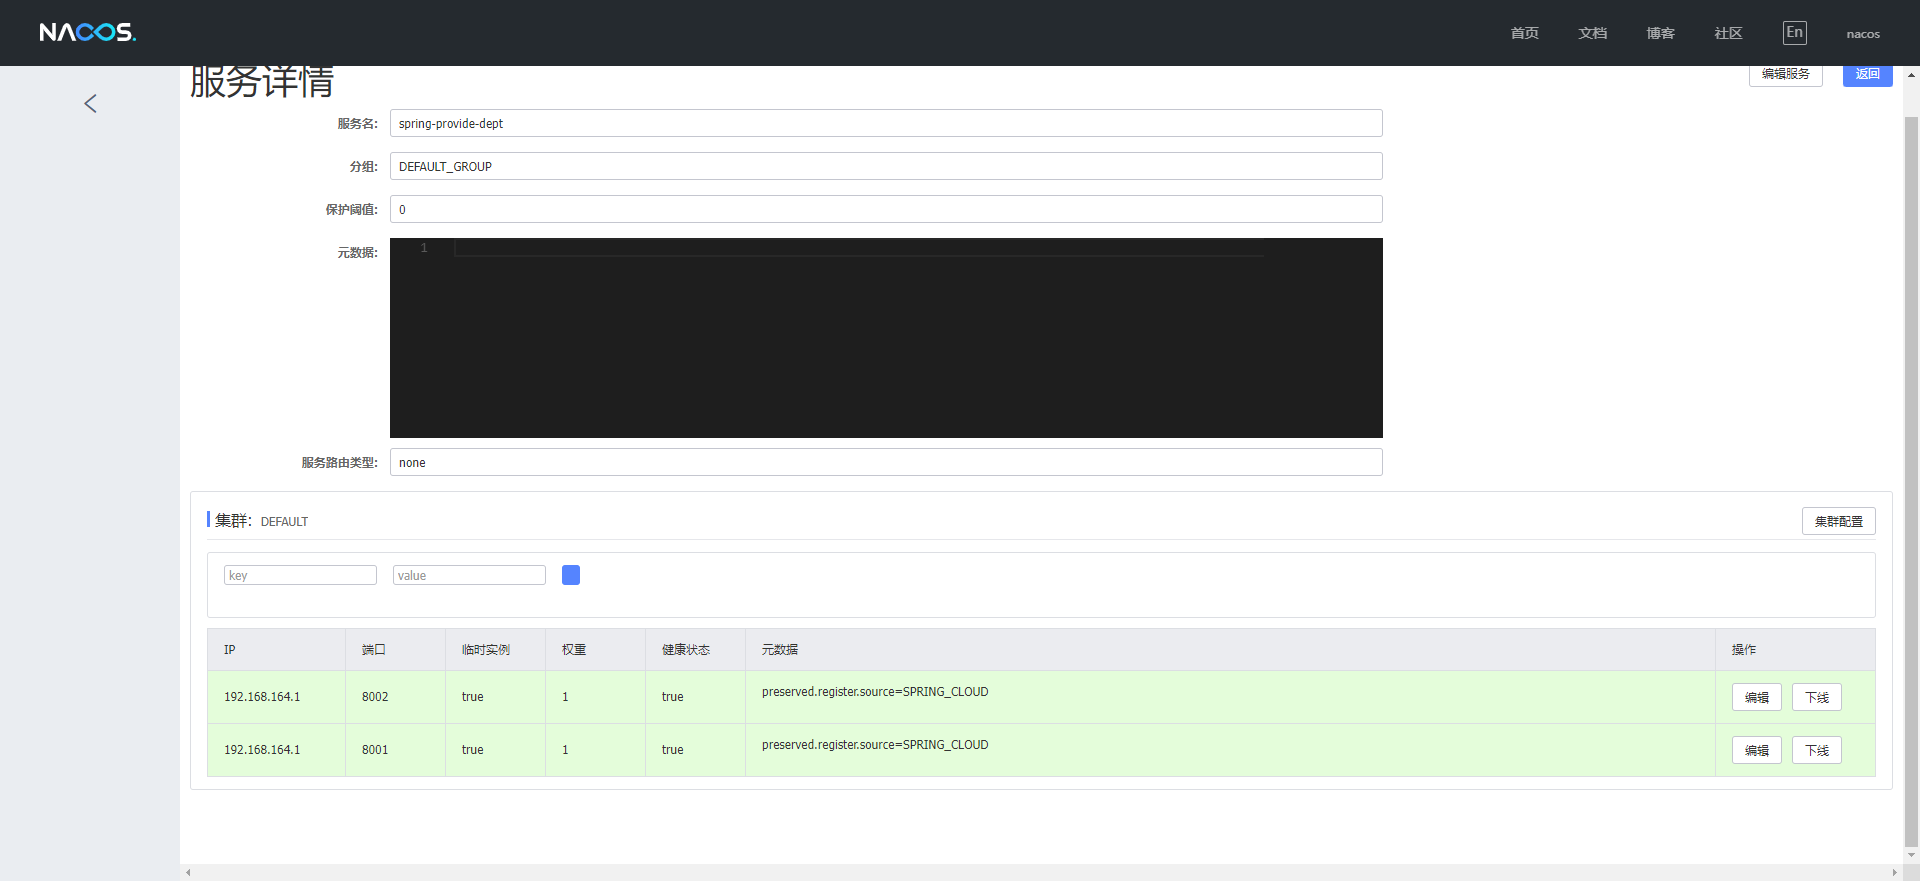 NACOS.
首页 文档 博客 社区 En nacos
服务详情 编辑服务 返回
服务名: spring-provide-dept
分组: DEFAULT_GROUP
保护阈值: 0
元数据: 1
服务路由类型: none
集群: DEFAULT 集群配置
key value
IP 端口 临时实例 权重 健康状态 元数据 操作
192.168.164.1 8002 true 1 true preserved.register.source=SPRING_CLOUD 编辑 下线
192.168.164.1 8001 true 1 true preserved.register.source=SPRING_CLOUD 编辑 下线